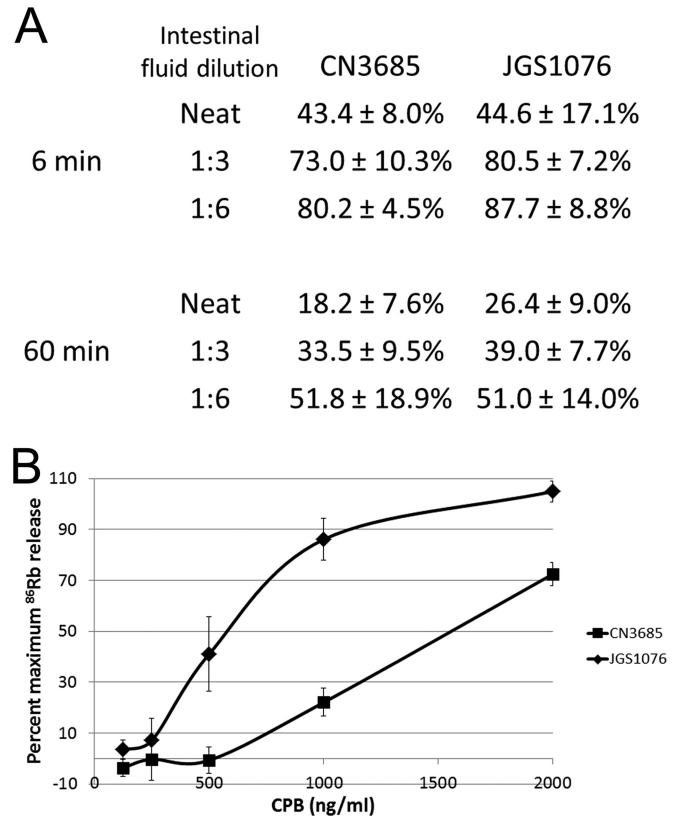 A
Intestinal
fluid dilution CN3685 JGS1076
Neat 43.4 ± 8.0% 44.6 ± 17.1%
6 min 1:3 73.0 ± 10.3% 80.5 ± 7.2%
1:6 80.2 ± 4.5% 87.7 ± 8.8%
Neat 18.2 ± 7.6% 26.4 ± 9.0%
60 min 1:3 33.5 ± 9.5% 39.0 ± 7.7%
1:6 51.8 ± 18.9% 51.0 ± 14.0%
B
Percent maximum ⁸⁶Rb release
110
90
70
50
30
10
-10
0 500 1000 1500 2000
CPB (ng/ml)
CN3685
JGS1076